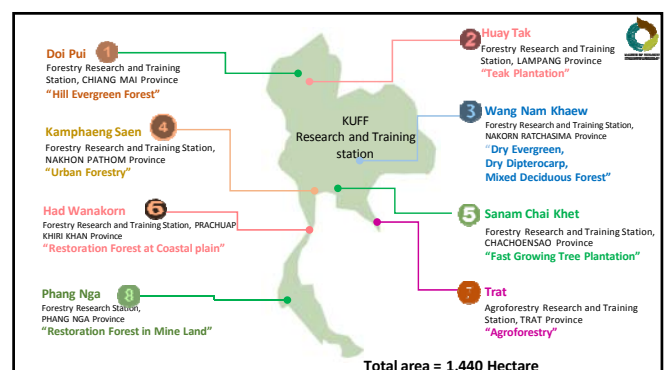 Doi Pui 1
Forestry Research and Training
Station, CHIANG MAI Province
“Hill Evergreen Forest”
2 Huay Tak
Forestry Research and Training
Station, LAMPANG Province
“Teak Plantation”
KUFF
Research and Training
station
Kamphaeng Saen 4
Forestry Research and Training Station,
NAKHON PATHOM Province
“Urban Forestry”
3 Wang Nam Khaew
Forestry Research and Training Station,
NAKORN RATCHASIMA Province
“Dry Evergreen,
Dry Dipterocarp,
Mixed Deciduous Forest”
Had Wanakorn 6
Forestry Research and Training Station, PRACHUAP
KHIRI KHAN Province
“Restoration Forest at Coastal plain”
5 Sanam Chai Khet
Forestry Research and Training Station,
CHACHOENSAO Province
“Fast Growing Tree Plantation”
Phang Nga 8
Forestry Research Station,
PHANG NGA Province
“Restoration Forest in Mine Land”
7 Trat
Agroforestry Research and Training
Station, TRAT Province
“Agroforestry”
Total area = 1,440 Hectare